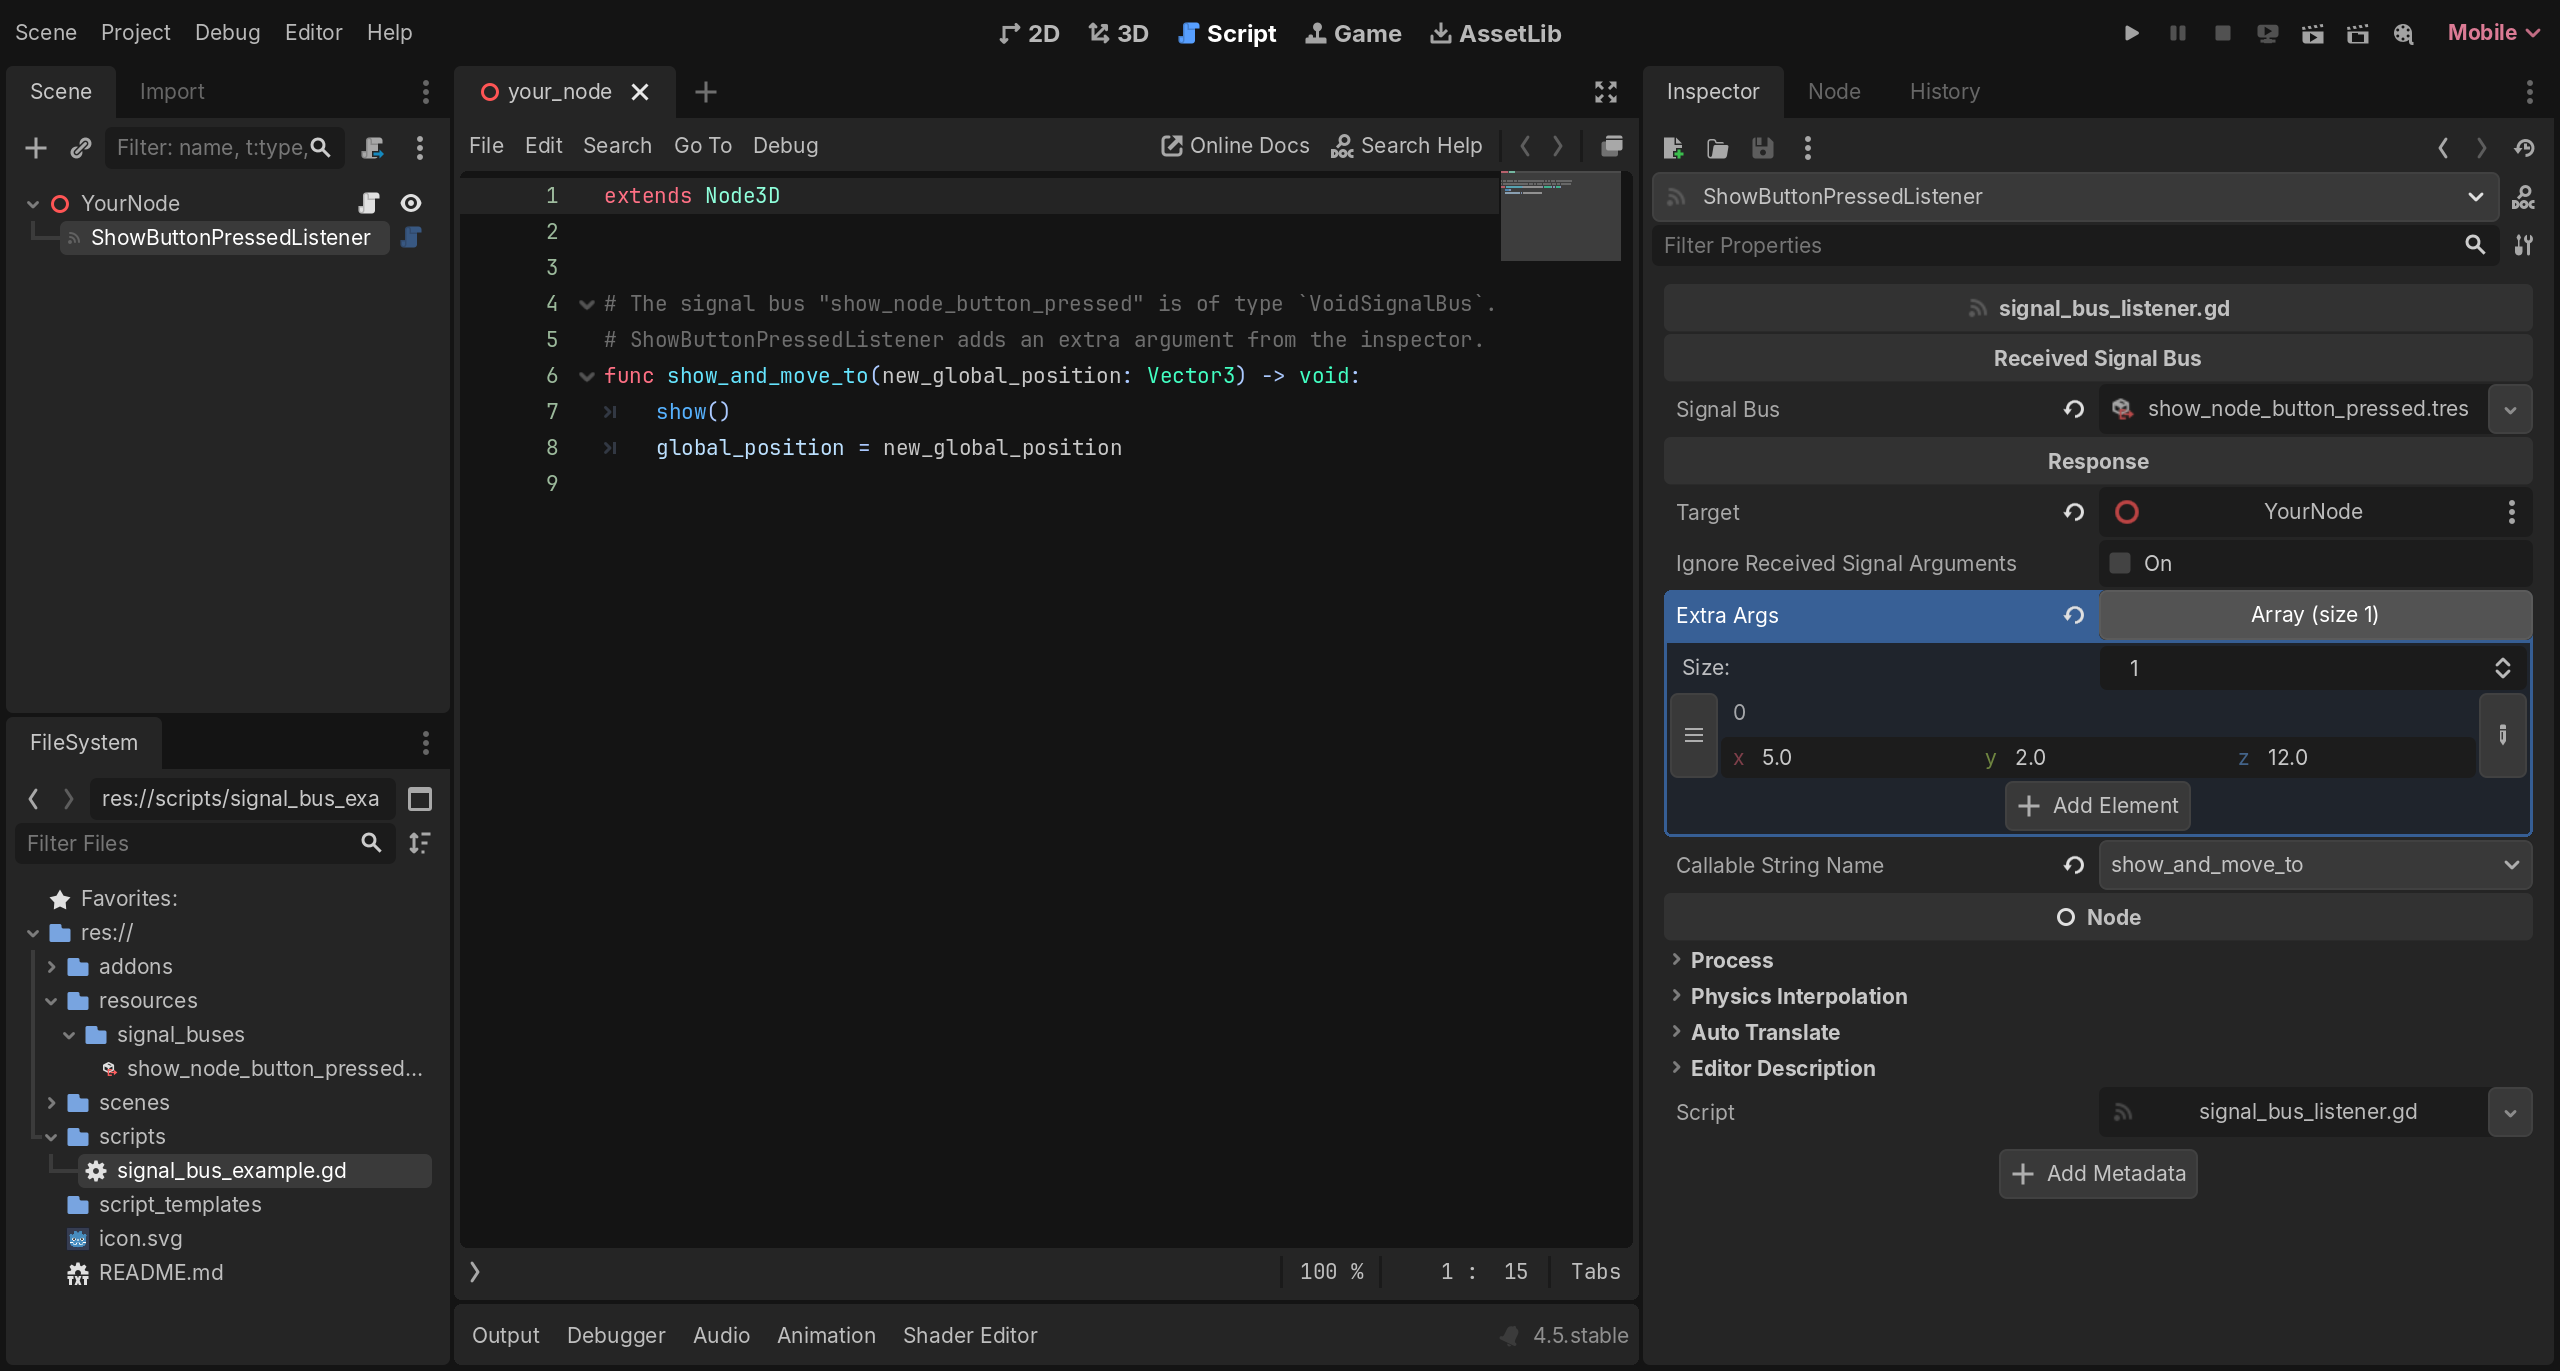 Scene Project Debug Editor Help
2D 3D Script Game AssetLib
Mobile
Scene Import
Filter: name, t:type,
YourNode
ShowButtonPressedListener
FileSystem
res://scripts/signal_bus_exa
Filter Files
Favorites:
res://
addons
resources
signal_buses
show_node_button_pressed...
scenes
scripts
signal_bus_example.gd
script_templates
icon.svg
README.md
your_node
File Edit Search Go To Debug
Online Docs Search Help
1 extends Node3D
2
3
4 # The signal bus "show_node_button_pressed" is of type `VoidSignalBus`.
5 # ShowButtonPressedListener adds an extra argument from the inspector.
6 func show_and_move_to(new_global_position: Vector3) -> void:
7 show()
8 global_position = new_global_position
9
100 % 1 : 15 Tabs
Output Debugger Audio Animation Shader Editor
4.5.stable
Inspector Node History
ShowButtonPressedListener
DOC
Filter Properties
signal_bus_listener.gd
Received Signal Bus
Signal Bus show_node_button_pressed.tres
Response
Target YourNode
Ignore Received Signal Arguments On
Extra Args Array (size 1)
Size: 1
0
x 5.0 y 2.0 z 12.0
Add Element
Callable String Name show_and_move_to
Node
Process
Physics Interpolation
Auto Translate
Editor Description
Script signal_bus_listener.gd
Add Metadata